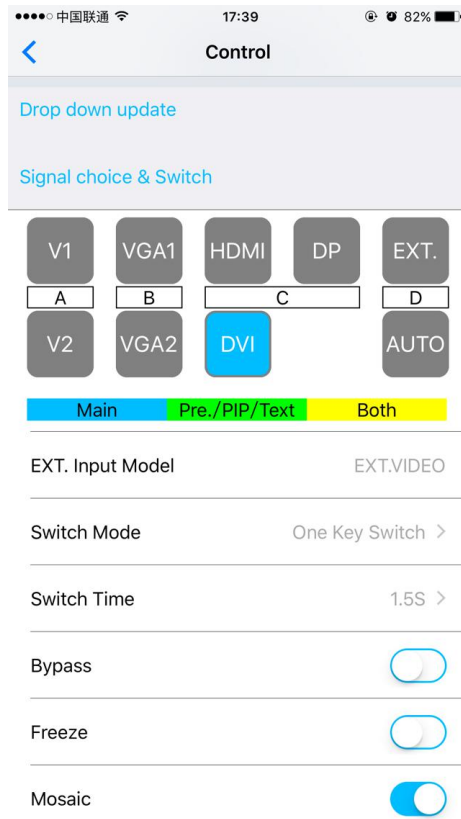 中国联通 17:39 82%
Control
Drop down update
Signal choice & Switch
V1 VGA1 HDMI DP EXT.
A B C D
V2 VGA2 DVI AUTO
Main Pre./PIP/Text Both
EXT. Input Model EXT.VIDEO
Switch Mode One Key Switch
Switch Time 1.5S
Bypass
Freeze
Mosaic